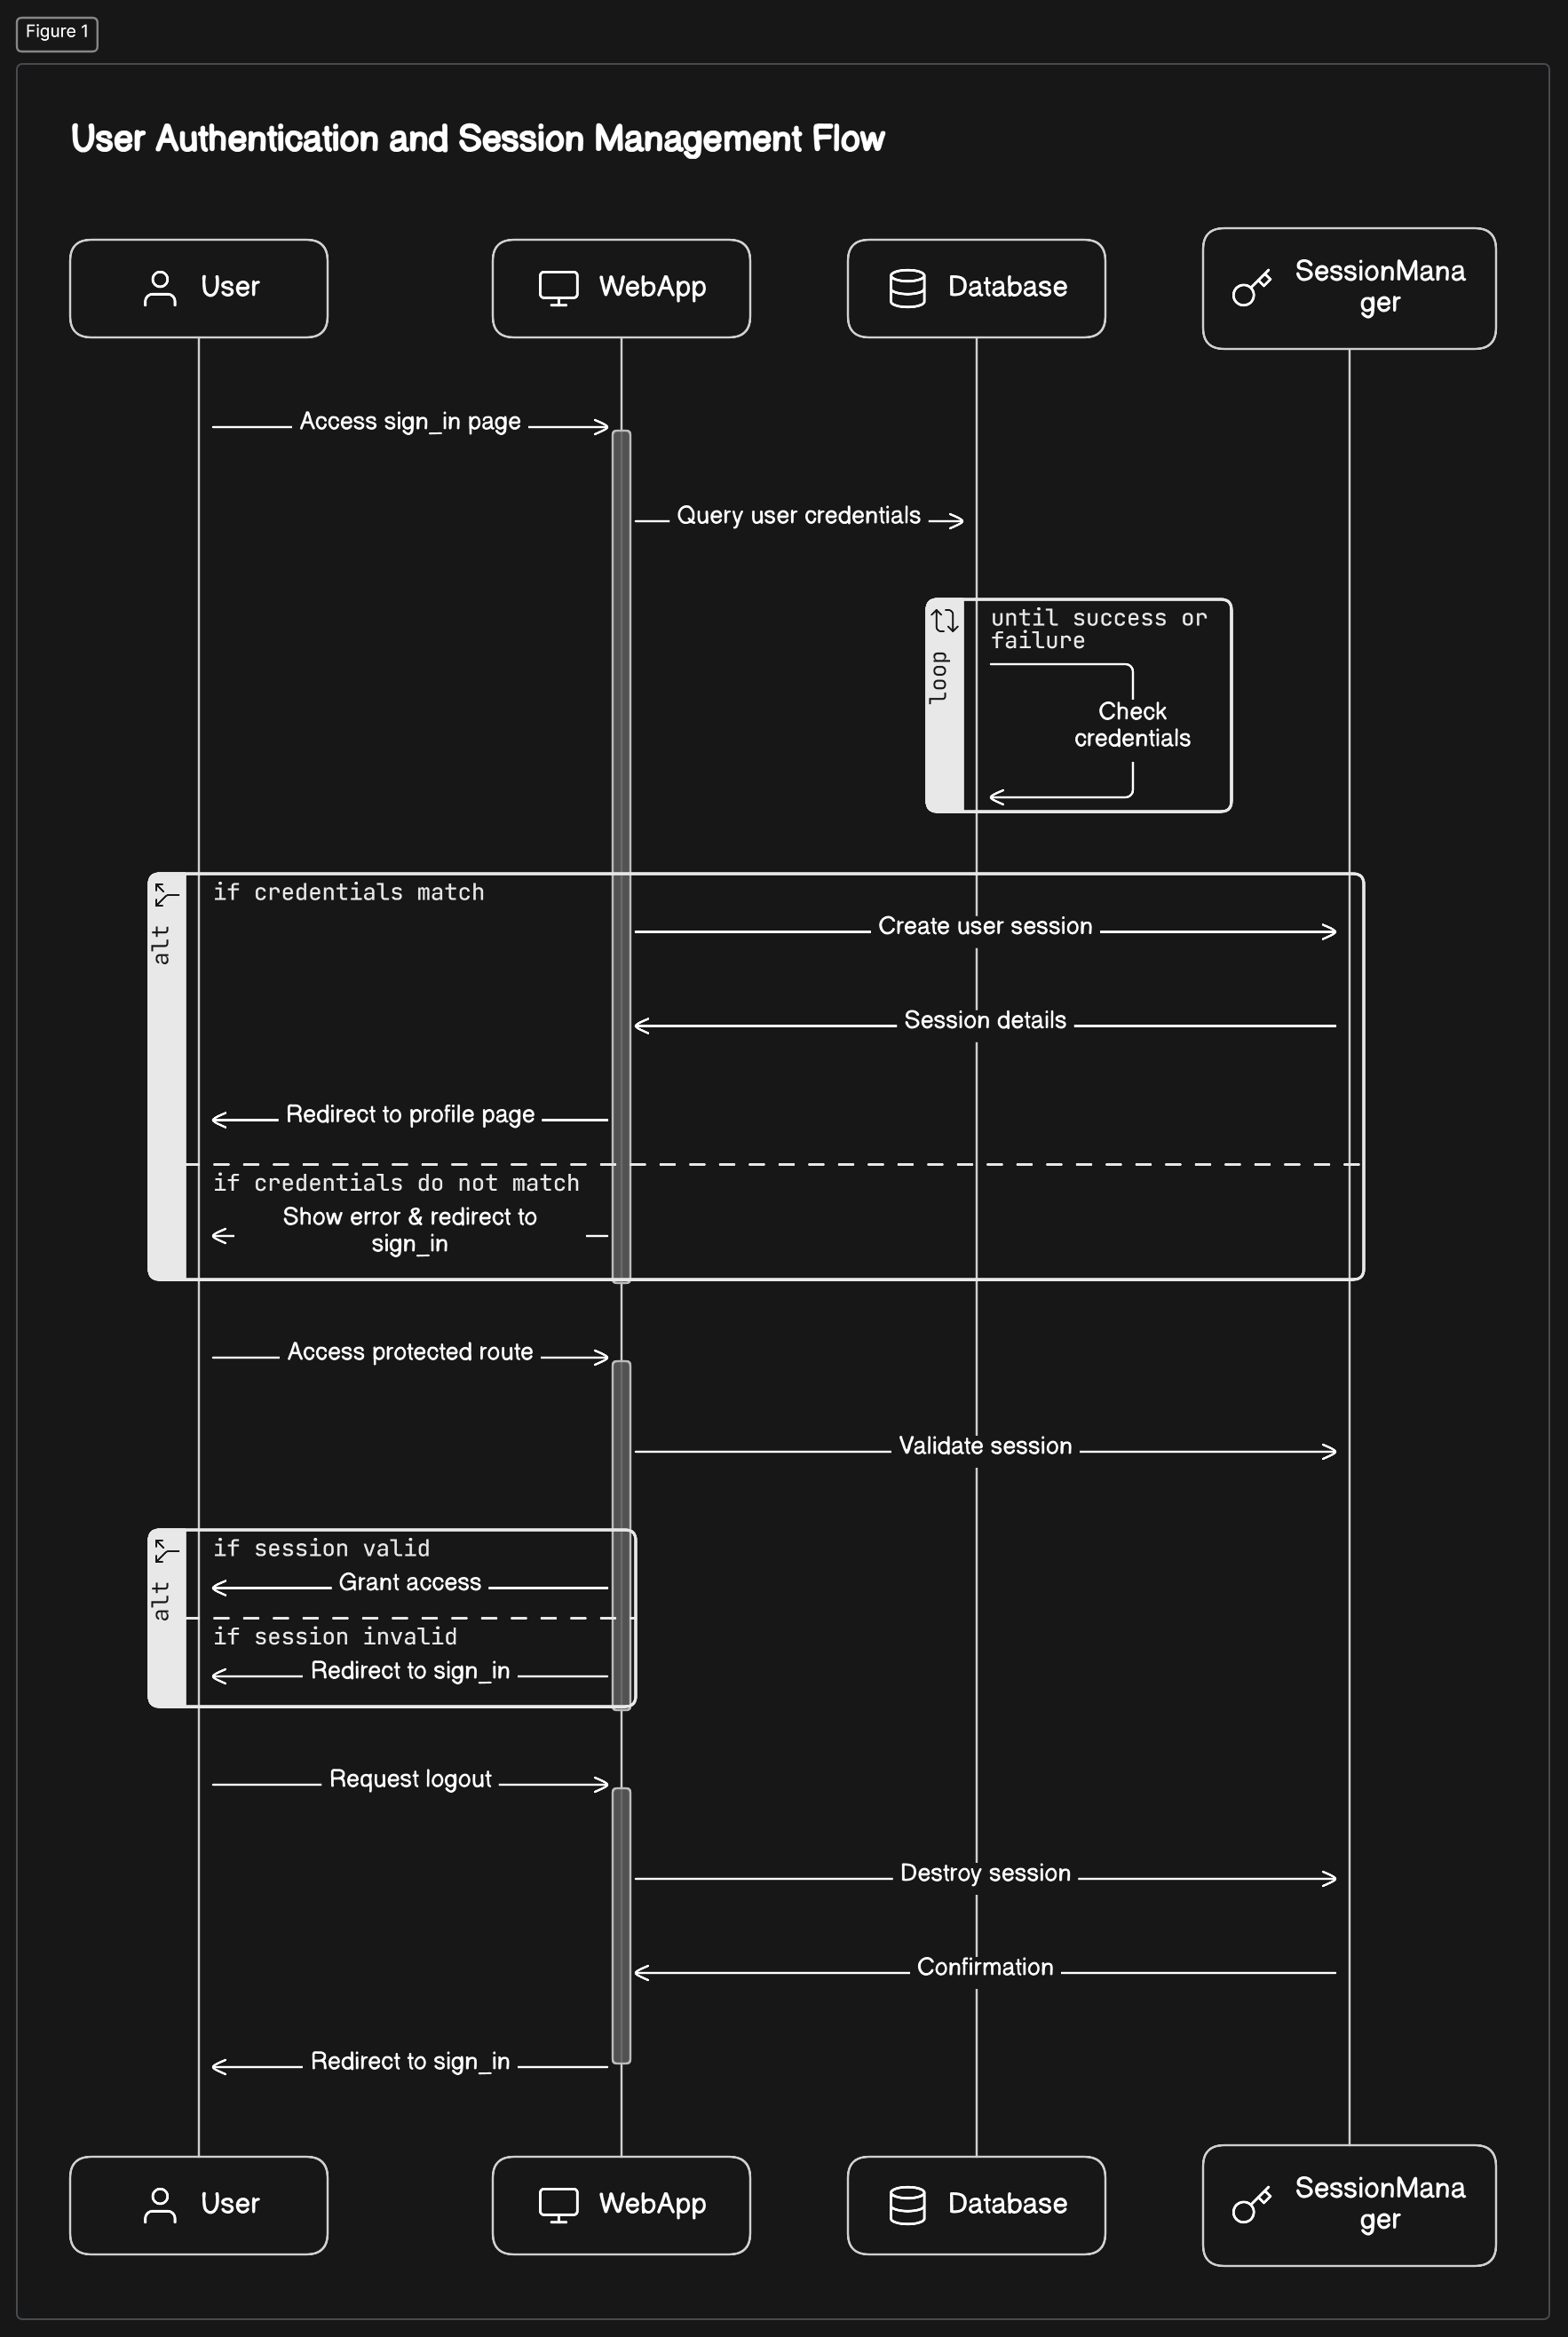 Figure 1
User Authentication and Session Management Flow
User
WebApp
Database
SessionMana
ger
Access sign_in page
Query user credentials
loop
until success or
failure
Check
credentials
alt
if credentials match
Create user session
Session details
Redirect to profile page
if credentials do not match
Show error & redirect to
sign_in
Access protected route
Validate session
alt
if session valid
Grant access
if session invalid
Redirect to sign_in
Request logout
Destroy session
Confirmation
Redirect to sign_in
User
WebApp
Database
SessionMana
ger